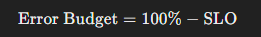 Error Budget = 100% − SLO